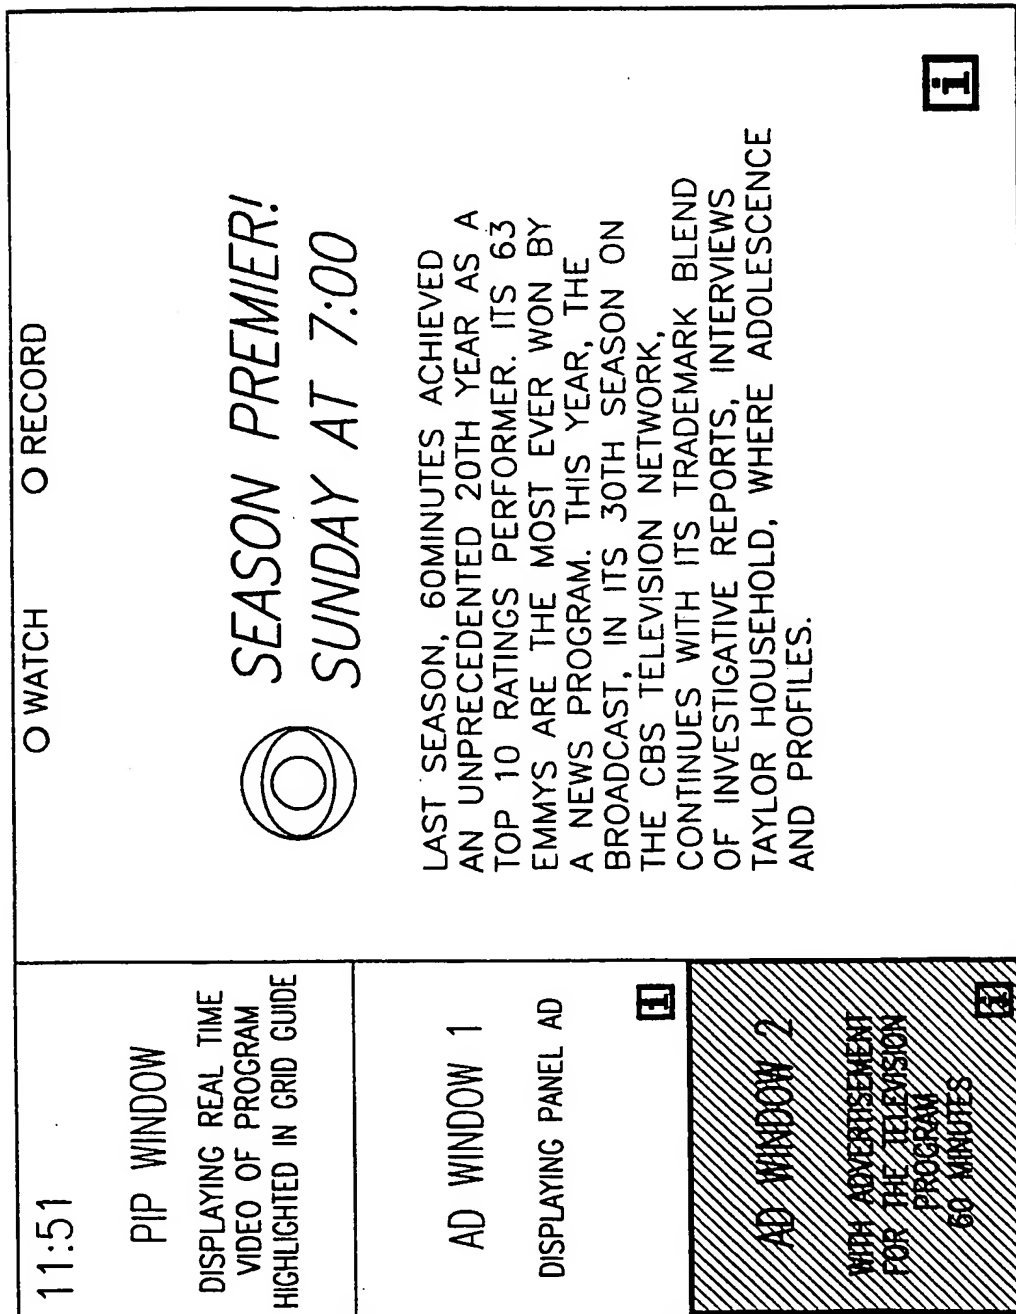 11:51
PIP WINDOW
DISPLAYING REAL TIME
VIDEO OF PROGRAM
HIGHLIGHTED IN GRID GUIDE
AD WINDOW 1
DISPLAYING PANEL AD
i
AD WINDOW 2
WITH ADVERTISEMENT
FOR THE TELEVISION
PROGRAM
60 MINUTES
i
O WATCH O RECORD
SEASON PREMIER!
SUNDAY AT 7:00
LAST SEASON, 60MINUTES ACHIEVED
AN UNPRECEDENTED 20TH YEAR AS A
TOP 10 RATINGS PERFORMER. ITS 63
EMMYS ARE THE MOST EVER WON BY
A NEWS PROGRAM. THIS YEAR, THE
BROADCAST, IN ITS 30TH SEASON ON
THE CBS TELEVISION NETWORK,
CONTINUES WITH ITS TRADEMARK BLEND
OF INVESTIGATIVE REPORTS, INTERVIEWS
TAYLOR HOUSEHOLD, WHERE ADOLESCENCE
AND PROFILES.
i